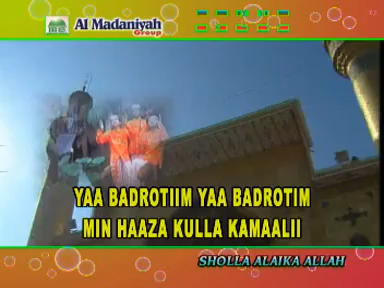 Al Madaniyah
Group
YAA BADROTIIM YAA BADROTIM
MIN HAAZA KULLA KAMAALII
SHOLLA ALAIKA ALLAH